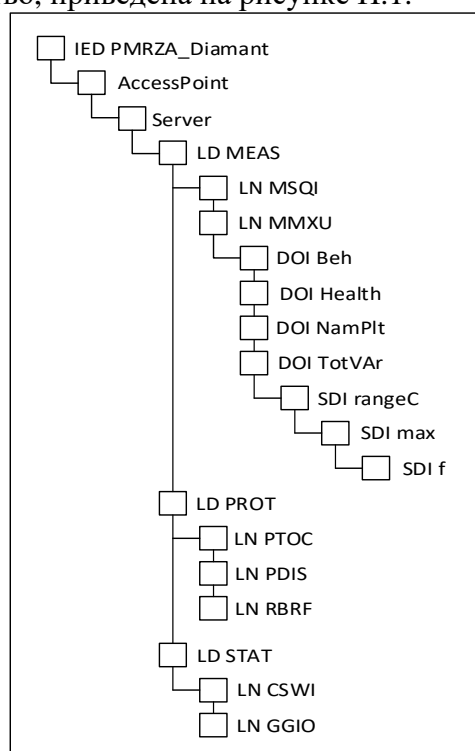 во, приведена на рисунке
IED PMRZA_Diamant
AccessPoint
Server
LD MEAS
LN MSQI
LN MMXU
DOI Beh
DOI Health
DOI NamPlt
DOI TotVAr
SDI rangeC
SDI max
SDI f
LD PROT
LN PTOC
LN PDIS
LN RBRF
LD STAT
LN CSWI
LN GGIO